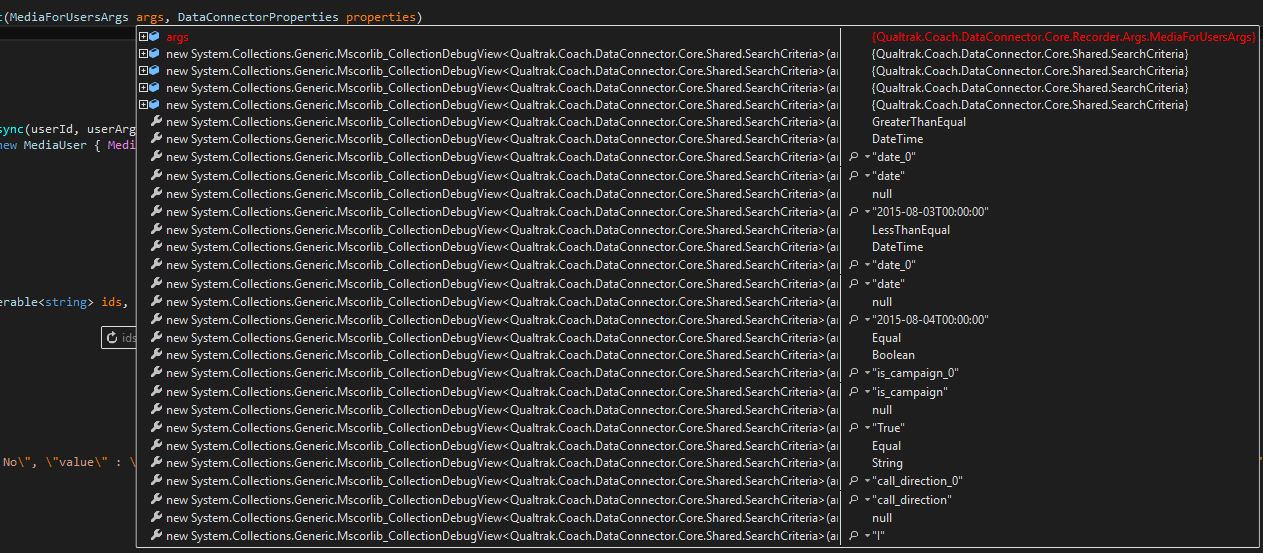 t(MediaForUsersArgs args, DataConnectorProperties properties)
args {Qualtrak.Coach.DataConnector.Core.Recorder.Args.MediaForUsersArgs}
new System.Collections.Generic.Mscorlib_CollectionDebugView<Qualtrak.Coach.DataConnector.Core.Shared.SearchCriteria>(ar {Qualtrak.Coach.DataConnector.Core.Shared.SearchCriteria}
new System.Collections.Generic.Mscorlib_CollectionDebugView<Qualtrak.Coach.DataConnector.Core.Shared.SearchCriteria>(ar {Qualtrak.Coach.DataConnector.Core.Shared.SearchCriteria}
new System.Collections.Generic.Mscorlib_CollectionDebugView<Qualtrak.Coach.DataConnector.Core.Shared.SearchCriteria>(ar {Qualtrak.Coach.DataConnector.Core.Shared.SearchCriteria}
new System.Collections.Generic.Mscorlib_CollectionDebugView<Qualtrak.Coach.DataConnector.Core.Shared.SearchCriteria>(ar {Qualtrak.Coach.DataConnector.Core.Shared.SearchCriteria}
new System.Collections.Generic.Mscorlib_CollectionDebugView<Qualtrak.Coach.DataConnector.Core.Shared.SearchCriteria>(ar GreaterThanEqual
sync(userId, userArg
new System.Collections.Generic.Mscorlib_CollectionDebugView<Qualtrak.Coach.DataConnector.Core.Shared.SearchCriteria>(ar DateTime
new MediaUser { Medi
new System.Collections.Generic.Mscorlib_CollectionDebugView<Qualtrak.Coach.DataConnector.Core.Shared.SearchCriteria>(ar "date_0"
new System.Collections.Generic.Mscorlib_CollectionDebugView<Qualtrak.Coach.DataConnector.Core.Shared.SearchCriteria>(ar "date"
new System.Collections.Generic.Mscorlib_CollectionDebugView<Qualtrak.Coach.DataConnector.Core.Shared.SearchCriteria>(ar null
new System.Collections.Generic.Mscorlib_CollectionDebugView<Qualtrak.Coach.DataConnector.Core.Shared.SearchCriteria>(ar "2015-08-03T00:00:00"
new System.Collections.Generic.Mscorlib_CollectionDebugView<Qualtrak.Coach.DataConnector.Core.Shared.SearchCriteria>(ar LessThanEqual
new System.Collections.Generic.Mscorlib_CollectionDebugView<Qualtrak.Coach.DataConnector.Core.Shared.SearchCriteria>(ar DateTime
new System.Collections.Generic.Mscorlib_CollectionDebugView<Qualtrak.Coach.DataConnector.Core.Shared.SearchCriteria>(ar "date_0"
new System.Collections.Generic.Mscorlib_CollectionDebugView<Qualtrak.Coach.DataConnector.Core.Shared.SearchCriteria>(ar "date"
erable<string> ids,
new System.Collections.Generic.Mscorlib_CollectionDebugView<Qualtrak.Coach.DataConnector.Core.Shared.SearchCriteria>(ar null
new System.Collections.Generic.Mscorlib_CollectionDebugView<Qualtrak.Coach.DataConnector.Core.Shared.SearchCriteria>(ar "2015-08-04T00:00:00"
ids
new System.Collections.Generic.Mscorlib_CollectionDebugView<Qualtrak.Coach.DataConnector.Core.Shared.SearchCriteria>(ar Equal
new System.Collections.Generic.Mscorlib_CollectionDebugView<Qualtrak.Coach.DataConnector.Core.Shared.SearchCriteria>(ar Boolean
new System.Collections.Generic.Mscorlib_CollectionDebugView<Qualtrak.Coach.DataConnector.Core.Shared.SearchCriteria>(ar "is_campaign_0"
new System.Collections.Generic.Mscorlib_CollectionDebugView<Qualtrak.Coach.DataConnector.Core.Shared.SearchCriteria>(ar "is_campaign"
new System.Collections.Generic.Mscorlib_CollectionDebugView<Qualtrak.Coach.DataConnector.Core.Shared.SearchCriteria>(ar null
new System.Collections.Generic.Mscorlib_CollectionDebugView<Qualtrak.Coach.DataConnector.Core.Shared.SearchCriteria>(ar "True"
new System.Collections.Generic.Mscorlib_CollectionDebugView<Qualtrak.Coach.DataConnector.Core.Shared.SearchCriteria>(ar Equal
No\", \"value\" : \
new System.Collections.Generic.Mscorlib_CollectionDebugView<Qualtrak.Coach.DataConnector.Core.Shared.SearchCriteria>(ar String
new System.Collections.Generic.Mscorlib_CollectionDebugView<Qualtrak.Coach.DataConnector.Core.Shared.SearchCriteria>(ar "call_direction_0"
new System.Collections.Generic.Mscorlib_CollectionDebugView<Qualtrak.Coach.DataConnector.Core.Shared.SearchCriteria>(ar "call_direction"
new System.Collections.Generic.Mscorlib_CollectionDebugView<Qualtrak.Coach.DataConnector.Core.Shared.SearchCriteria>(ar null
new System.Collections.Generic.Mscorlib_CollectionDebugView<Qualtrak.Coach.DataConnector.Core.Shared.SearchCriteria>(ar "I"